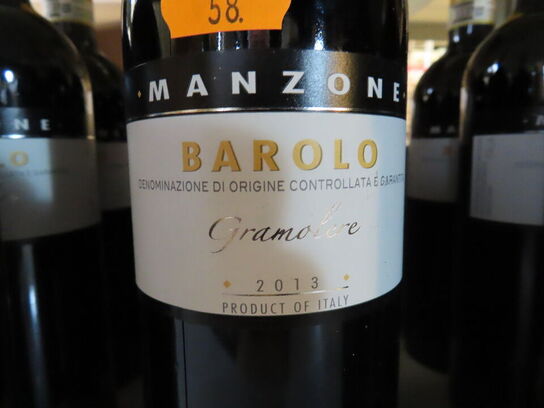 58.
MANZONE
BAROLO
DENOMINAZIONE DI ORIGINE CONTROLLATA E GARANTITA
Gramolere
2013
PRODUCT OF ITALY